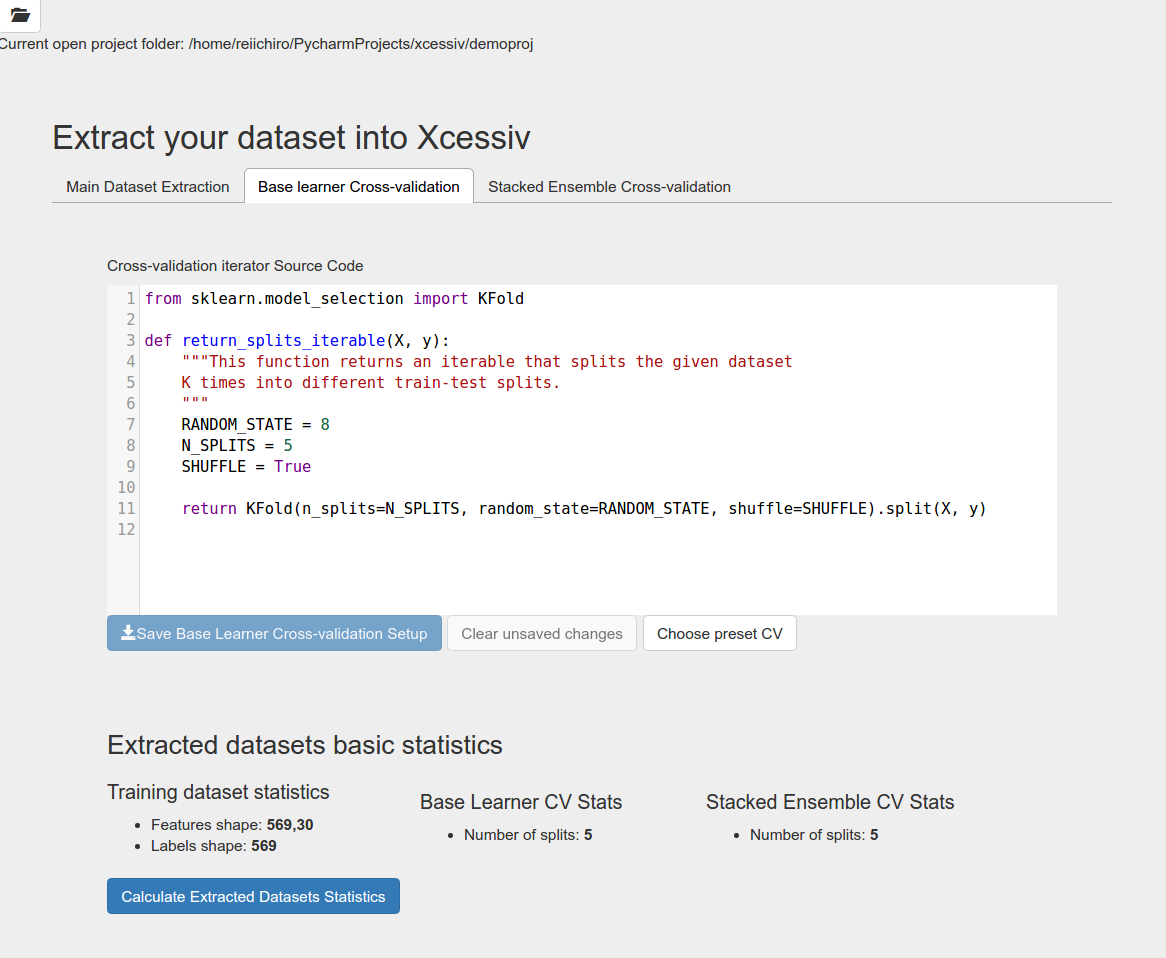 Current open project folder: /home/reiichiro/PycharmProjects/xcessiv/demoproj
Extract your dataset into Xcessiv
Main Dataset Extraction
Base learner Cross-validation
Stacked Ensemble Cross-validation
Cross-validation iterator Source Code
1 from sklearn.model_selection import KFold
2
3 def return_splits_iterable(X, y):
4     """This function returns an iterable that splits the given dataset
5     K times into different train-test splits.
6     """
7     RANDOM_STATE = 8
8     N_SPLITS = 5
9     SHUFFLE = True
10
11     return KFold(n_splits=N_SPLITS, random_state=RANDOM_STATE, shuffle=SHUFFLE).split(X, y)
12
Save Base Learner Cross-validation Setup
Clear unsaved changes
Choose preset CV
Extracted datasets basic statistics
Training dataset statistics
• Features shape: 569,30
• Labels shape: 569
Base Learner CV Stats
• Number of splits: 5
Stacked Ensemble CV Stats
• Number of splits: 5
Calculate Extracted Datasets Statistics